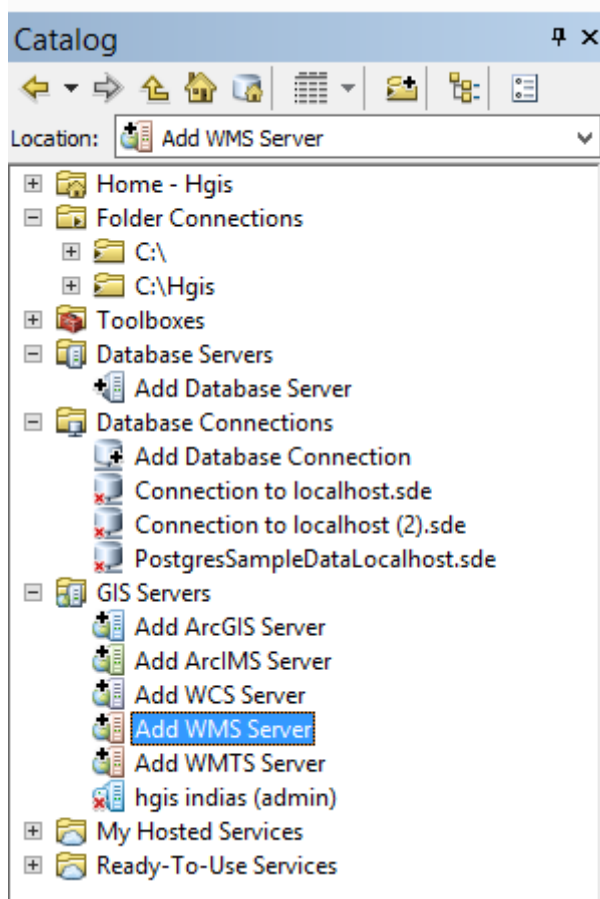 Catalog
Location: Add WMS Server
Home - Hgis
Folder Connections
C:\
C:\Hgis
Toolboxes
Database Servers
Add Database Server
Database Connections
Add Database Connection
Connection to localhost.sde
Connection to localhost (2).sde
PostgresSampleDataLocalhost.sde
GIS Servers
Add ArcGIS Server
Add ArcIMS Server
Add WCS Server
Add WMS Server
Add WMTS Server
hgis indias (admin)
My Hosted Services
Ready-To-Use Services